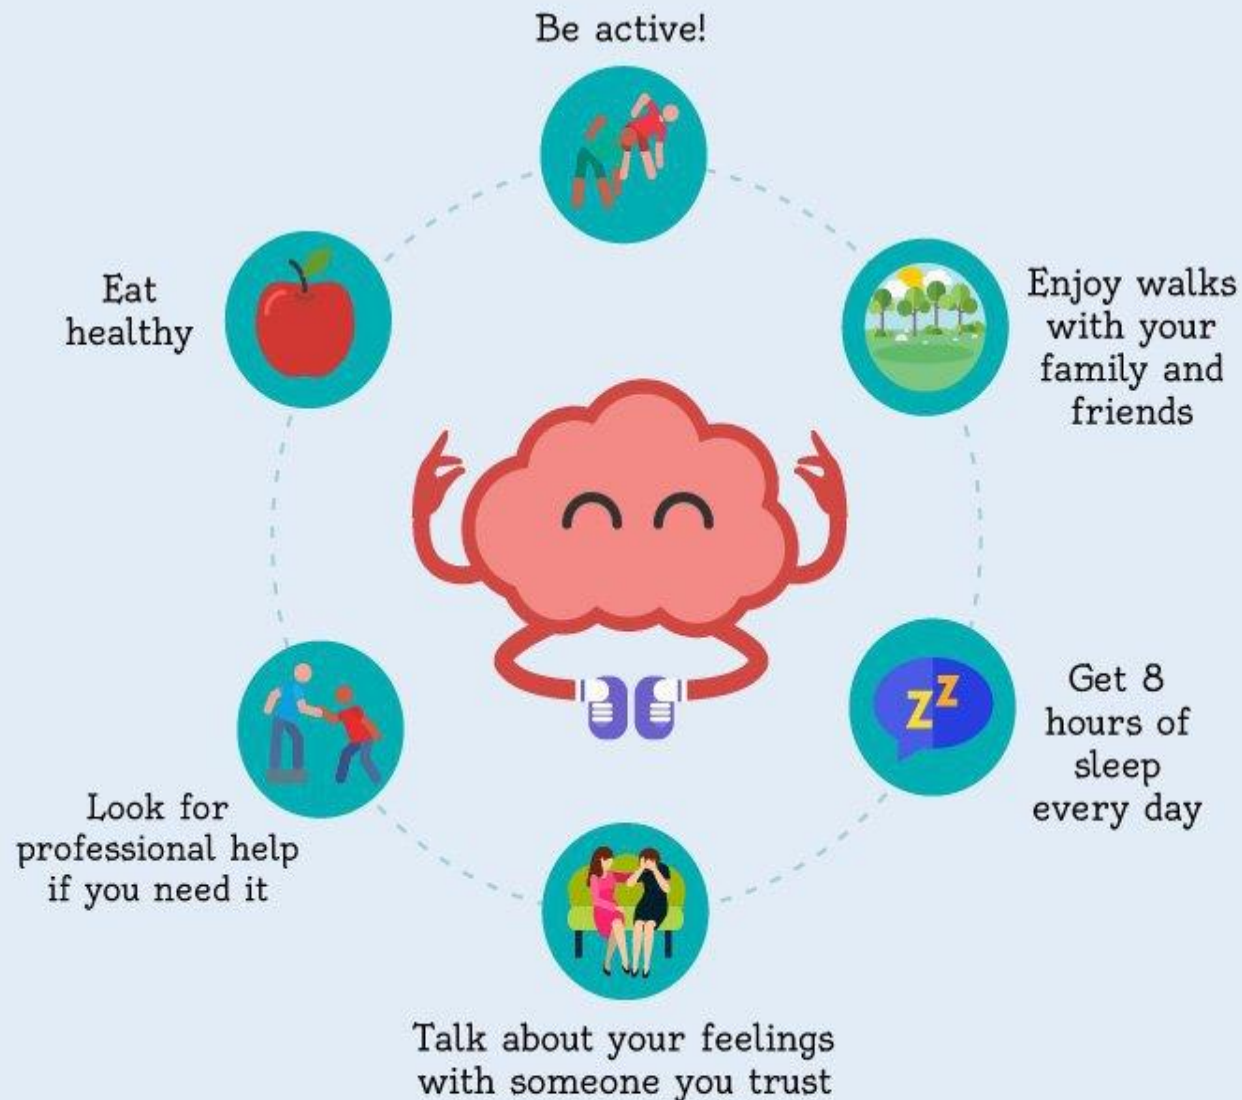 Be active!
Enjoy walks
with your
family and
friends
Get 8
hours of
sleep
every day
Talk about your feelings
with someone you trust
Look for
professional help
if you need it
Eat
healthy
zz